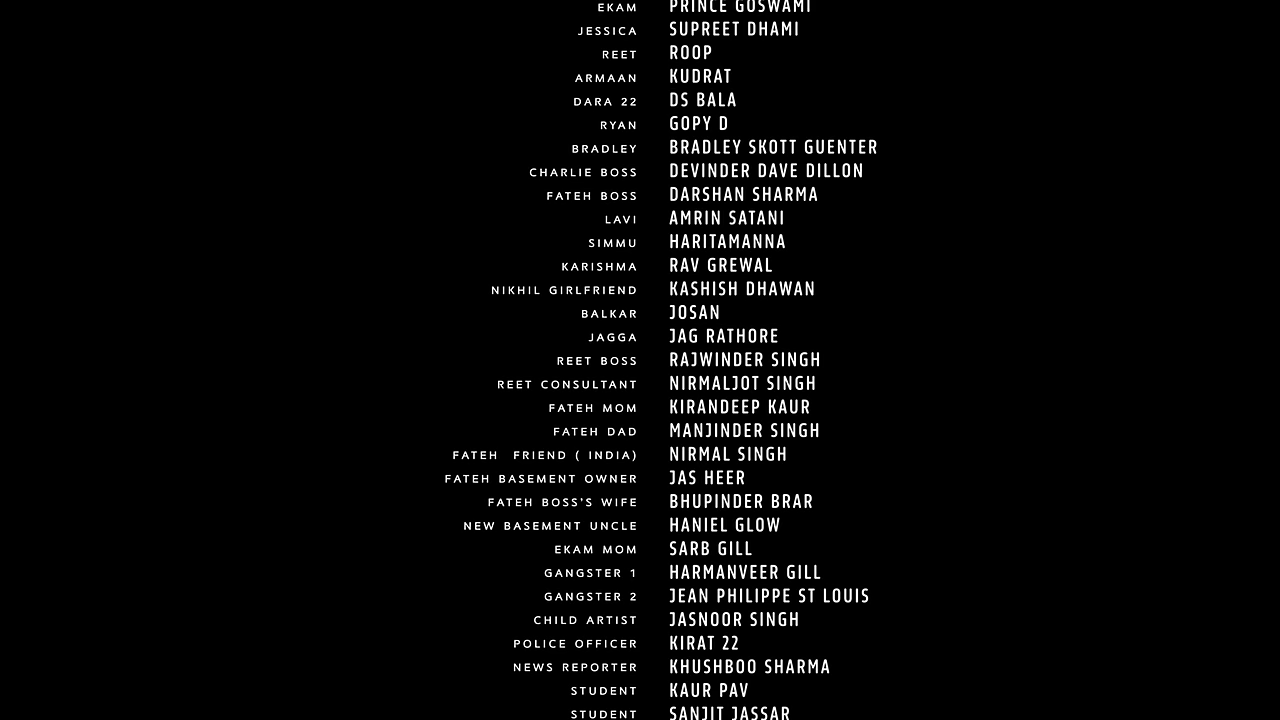 EKAM PRINCE GOSWAMI
JESSICA SUPREET DHAMI
REET ROOP
ARMAAN KUDRAT
DARA 22 DS BALA
RYAN GOPY D
BRADLEY BRADLEY SKOTT GUENTER
CHARLIE BOSS DEVINDER DAVE DILLON
FATEH BOSS DARSHAN SHARMA
LAVI AMRIN SATANI
SIMMU HARITAMANNA
KARISHMA RAV GREWAL
NIKHIL GIRLFRIEND KASHISH DHAWAN
BALKAR JOSAN
JAGGA JAG RATHORE
REET BOSS RAJWINDER SINGH
REET CONSULTANT NIRMALJOT SINGH
FATEH MOM KIRANDEEP KAUR
FATEH DAD MANJINDER SINGH
FATEH FRIEND ( INDIA) NIRMAL SINGH
FATEH BASEMENT OWNER JAS HEER
FATEH BOSS'S WIFE BHUPINDER BRAR
NEW BASEMENT UNCLE HANIEL GLOW
EKAM MOM SARB GILL
GANGSTER 1 HARMANVEER GILL
GANGSTER 2 JEAN PHILIPPE ST LOUIS
CHILD ARTIST JASNOOR SINGH
POLICE OFFICER KIRAT 22
NEWS REPORTER KHUSHBOO SHARMA
STUDENT KAUR PAV
STUDENT SANJIT JASSAR